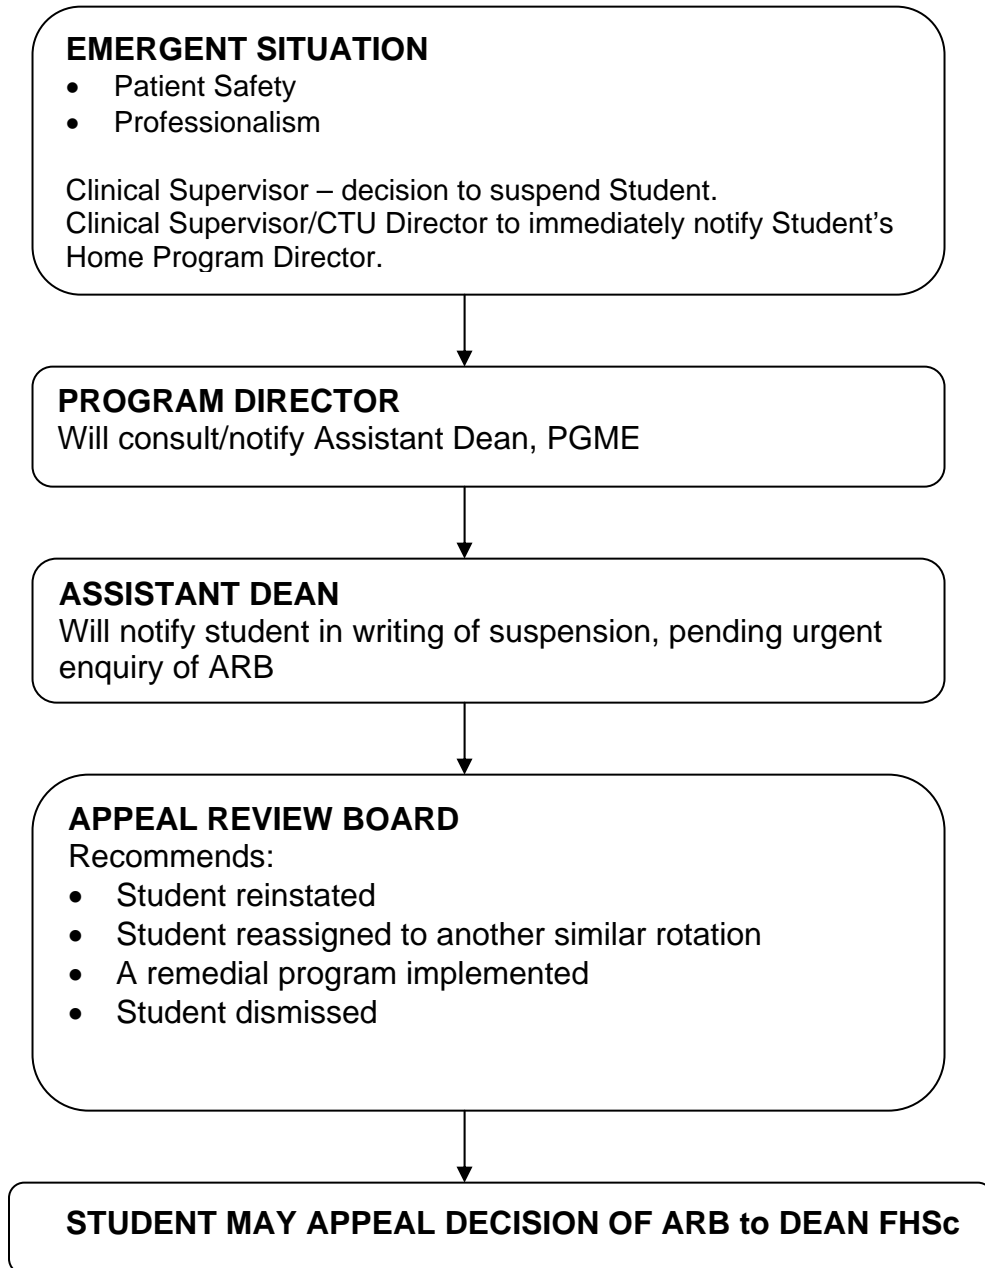 EMERGENT SITUATION
• Patient Safety
• Professionalism
Clinical Supervisor – decision to suspend Student.
Clinical Supervisor/CTU Director to immediately notify Student's
Home Program Director.
PROGRAM DIRECTOR
Will consult/notify Assistant Dean, PGME
ASSISTANT DEAN
Will notify student in writing of suspension, pending urgent
enquiry of ARB
APPEAL REVIEW BOARD
Recommends:
• Student reinstated
• Student reassigned to another similar rotation
• A remedial program implemented
• Student dismissed
STUDENT MAY APPEAL DECISION OF ARB to DEAN FHSc